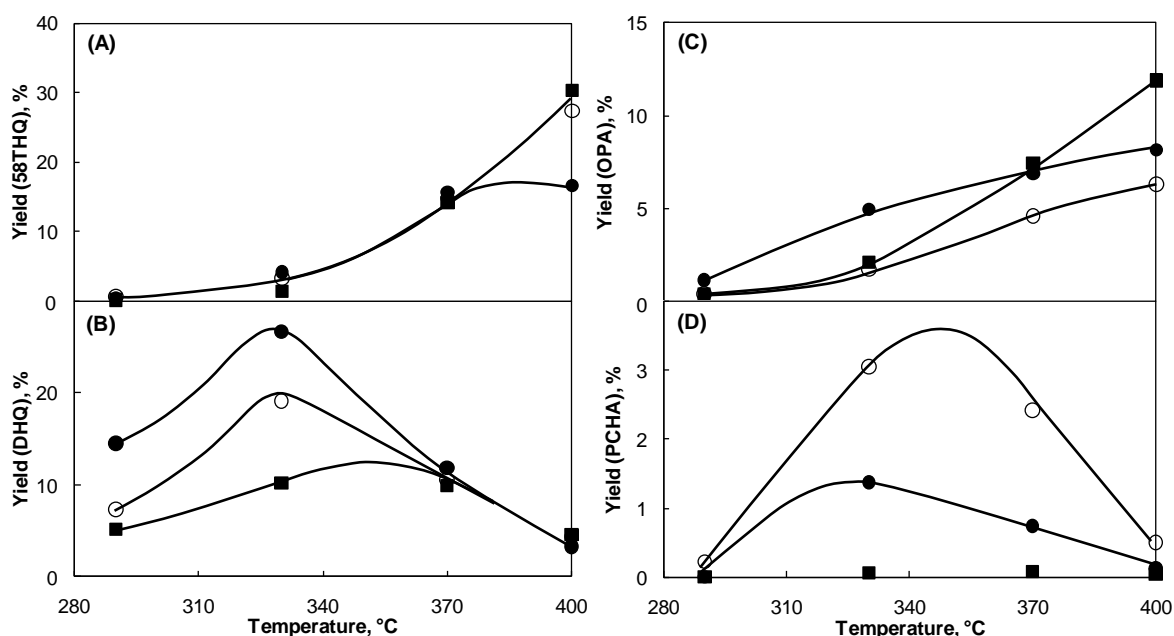 (A)
Yield (58THQ), %
50
40
30
20
10
0
(C)
Yield (OPA), %
15
10
5
0
(B)
Yield (DHQ), %
20
10
0
280 310 340 370 400
Temperature, °C
(D)
Yield (PCHA), %
3
2
1
0
280 310 340 370 400
Temperature, °C